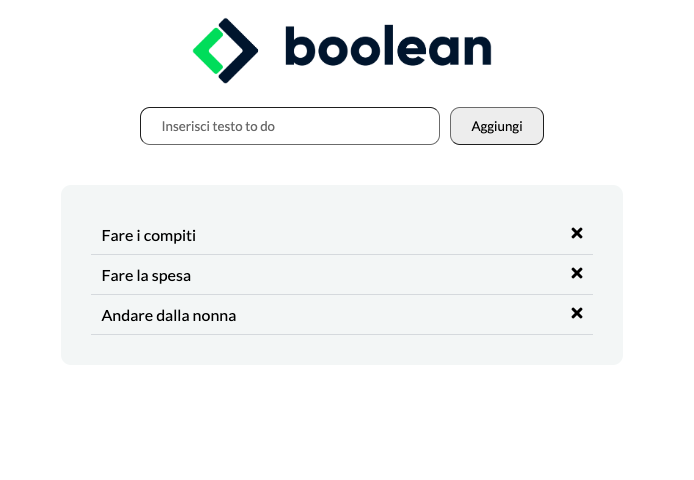 boolean
Inserisci testo to do
Aggiungi
Fare i compiti
Fare la spesa
Andare dalla nonna